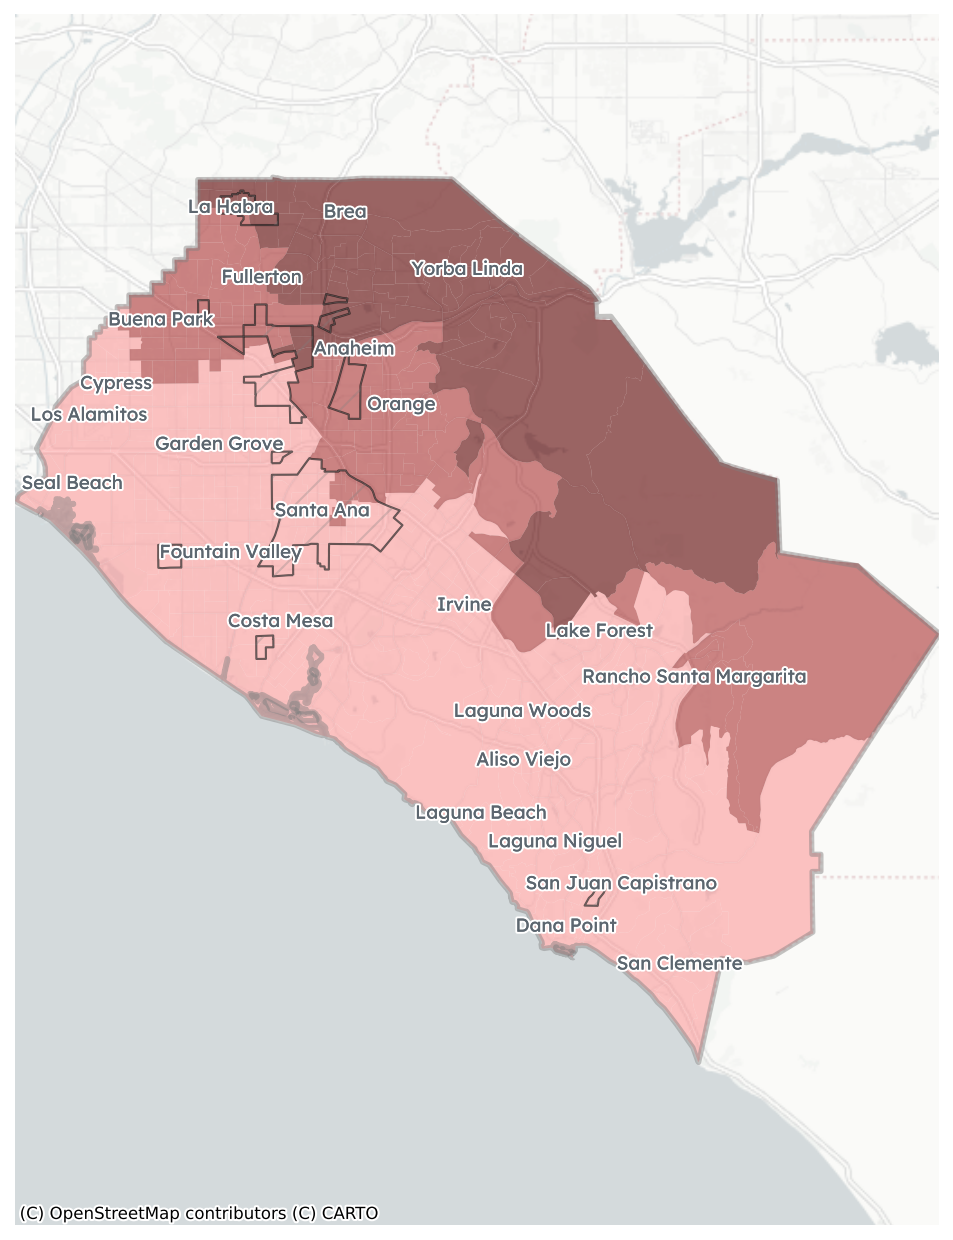 La Habra
Brea
Yorba Linda
Fullerton
Buena Park
Anaheim
Cypress
Orange
Los Alamitos
Garden Grove
Seal Beach
Santa Ana
Fountain Valley
Irvine
Costa Mesa
Lake Forest
Rancho Santa Margarita
Laguna Woods
Aliso Viejo
Laguna Beach
Laguna Niguel
San Juan Capistrano
Dana Point
San Clemente
(C) OpenStreetMap contributors (C) CARTO